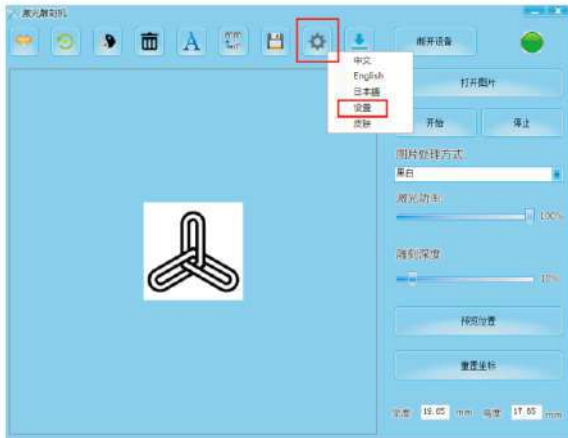 激光雕刻机
A
断开设备
中文
English
日本語
设置
皮肤
打开图片
开始 停止
图片处理方式
黑白
激光功率
100%
雕刻深度
10%
预览位置
重置坐标
宽度 19.65 mm 高度 17.65 mm